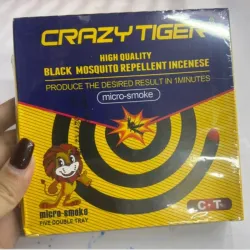 CRAZY TIGER
HIGH QUALITY
BLACK MOSQUITO REPELLENT INCENESE
PRODUCE THE DESIRED RESULT IN 1MINUTES
micro-smoke
micro-smoke
FIVE DOUBLE TRAY
C•T